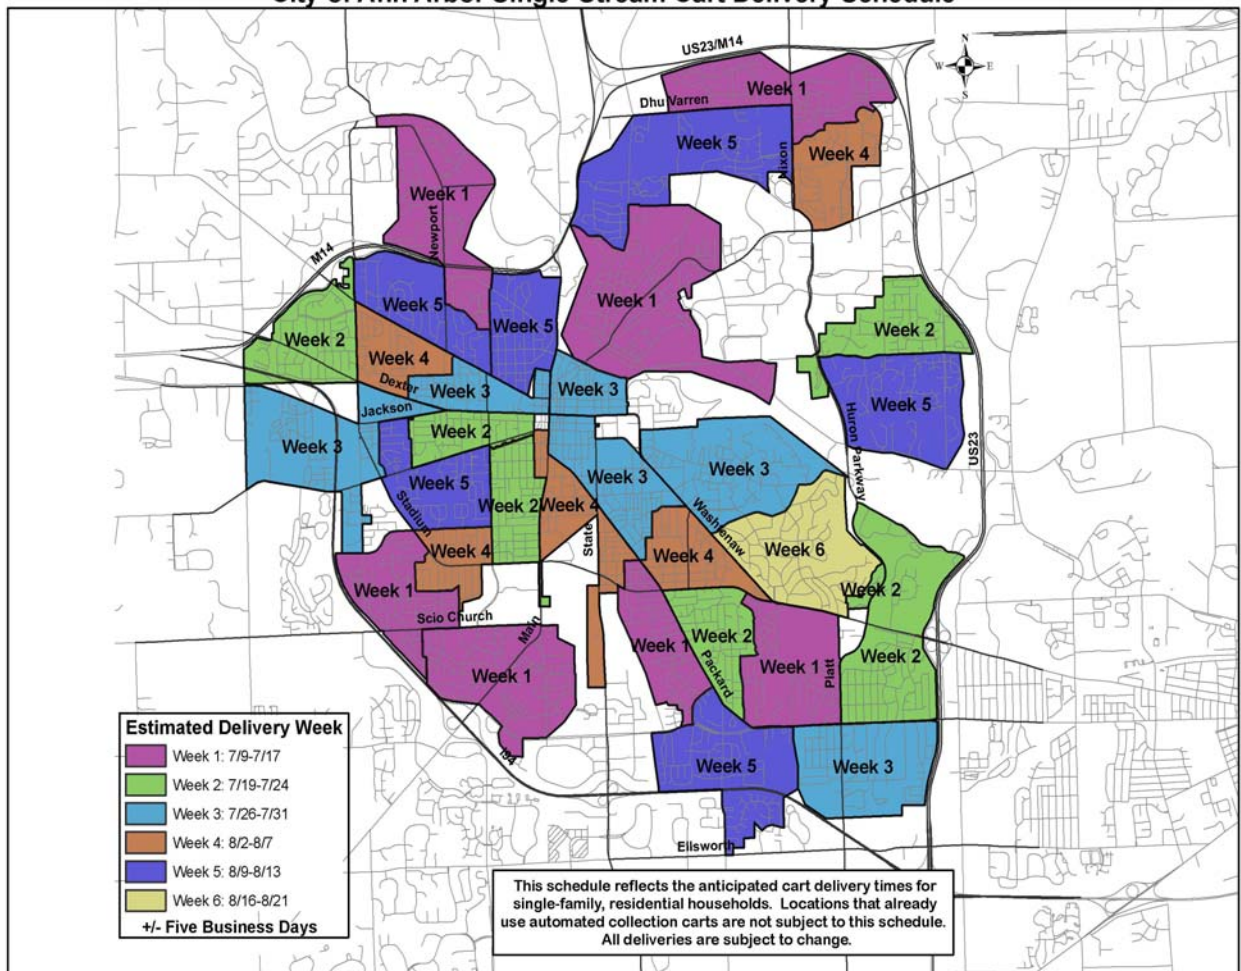 City of Ann Arbor Single Stream Cart Delivery Schedule
US23/M14
N
W E
S
Week 1
Dhu Varren
Week 5
Nixon
Week 4
Week 1
Newport
M14
Week 1
Week 5
Week 5
Week 2
Week 2
Week 4
Dexter
Week 3
Week 3
Jackson
Week 5
Huron Parkway
US23
Week 2
Week 3
Week 3
Week 3
Week 5
Stadium
Week 2
Week 4
State
Washtenaw
Week 4
Week 4
Week 6
Week 1
Week 2
Scio Church
Main
Week 1
Week 2
Packard
Week 1
Platt
Week 2
Week 1
I94
Week 5
Week 3
Ellsworth
Estimated Delivery Week
Week 1: 7/9-7/17
Week 2: 7/19-7/24
Week 3: 7/26-7/31
Week 4: 8/2-8/7
Week 5: 8/9-8/13
Week 6: 8/16-8/21
+/- Five Business Days
This schedule reflects the anticipated cart delivery times for
single-family, residential households. Locations that already
use automated collection carts are not subject to this schedule.
All deliveries are subject to change.